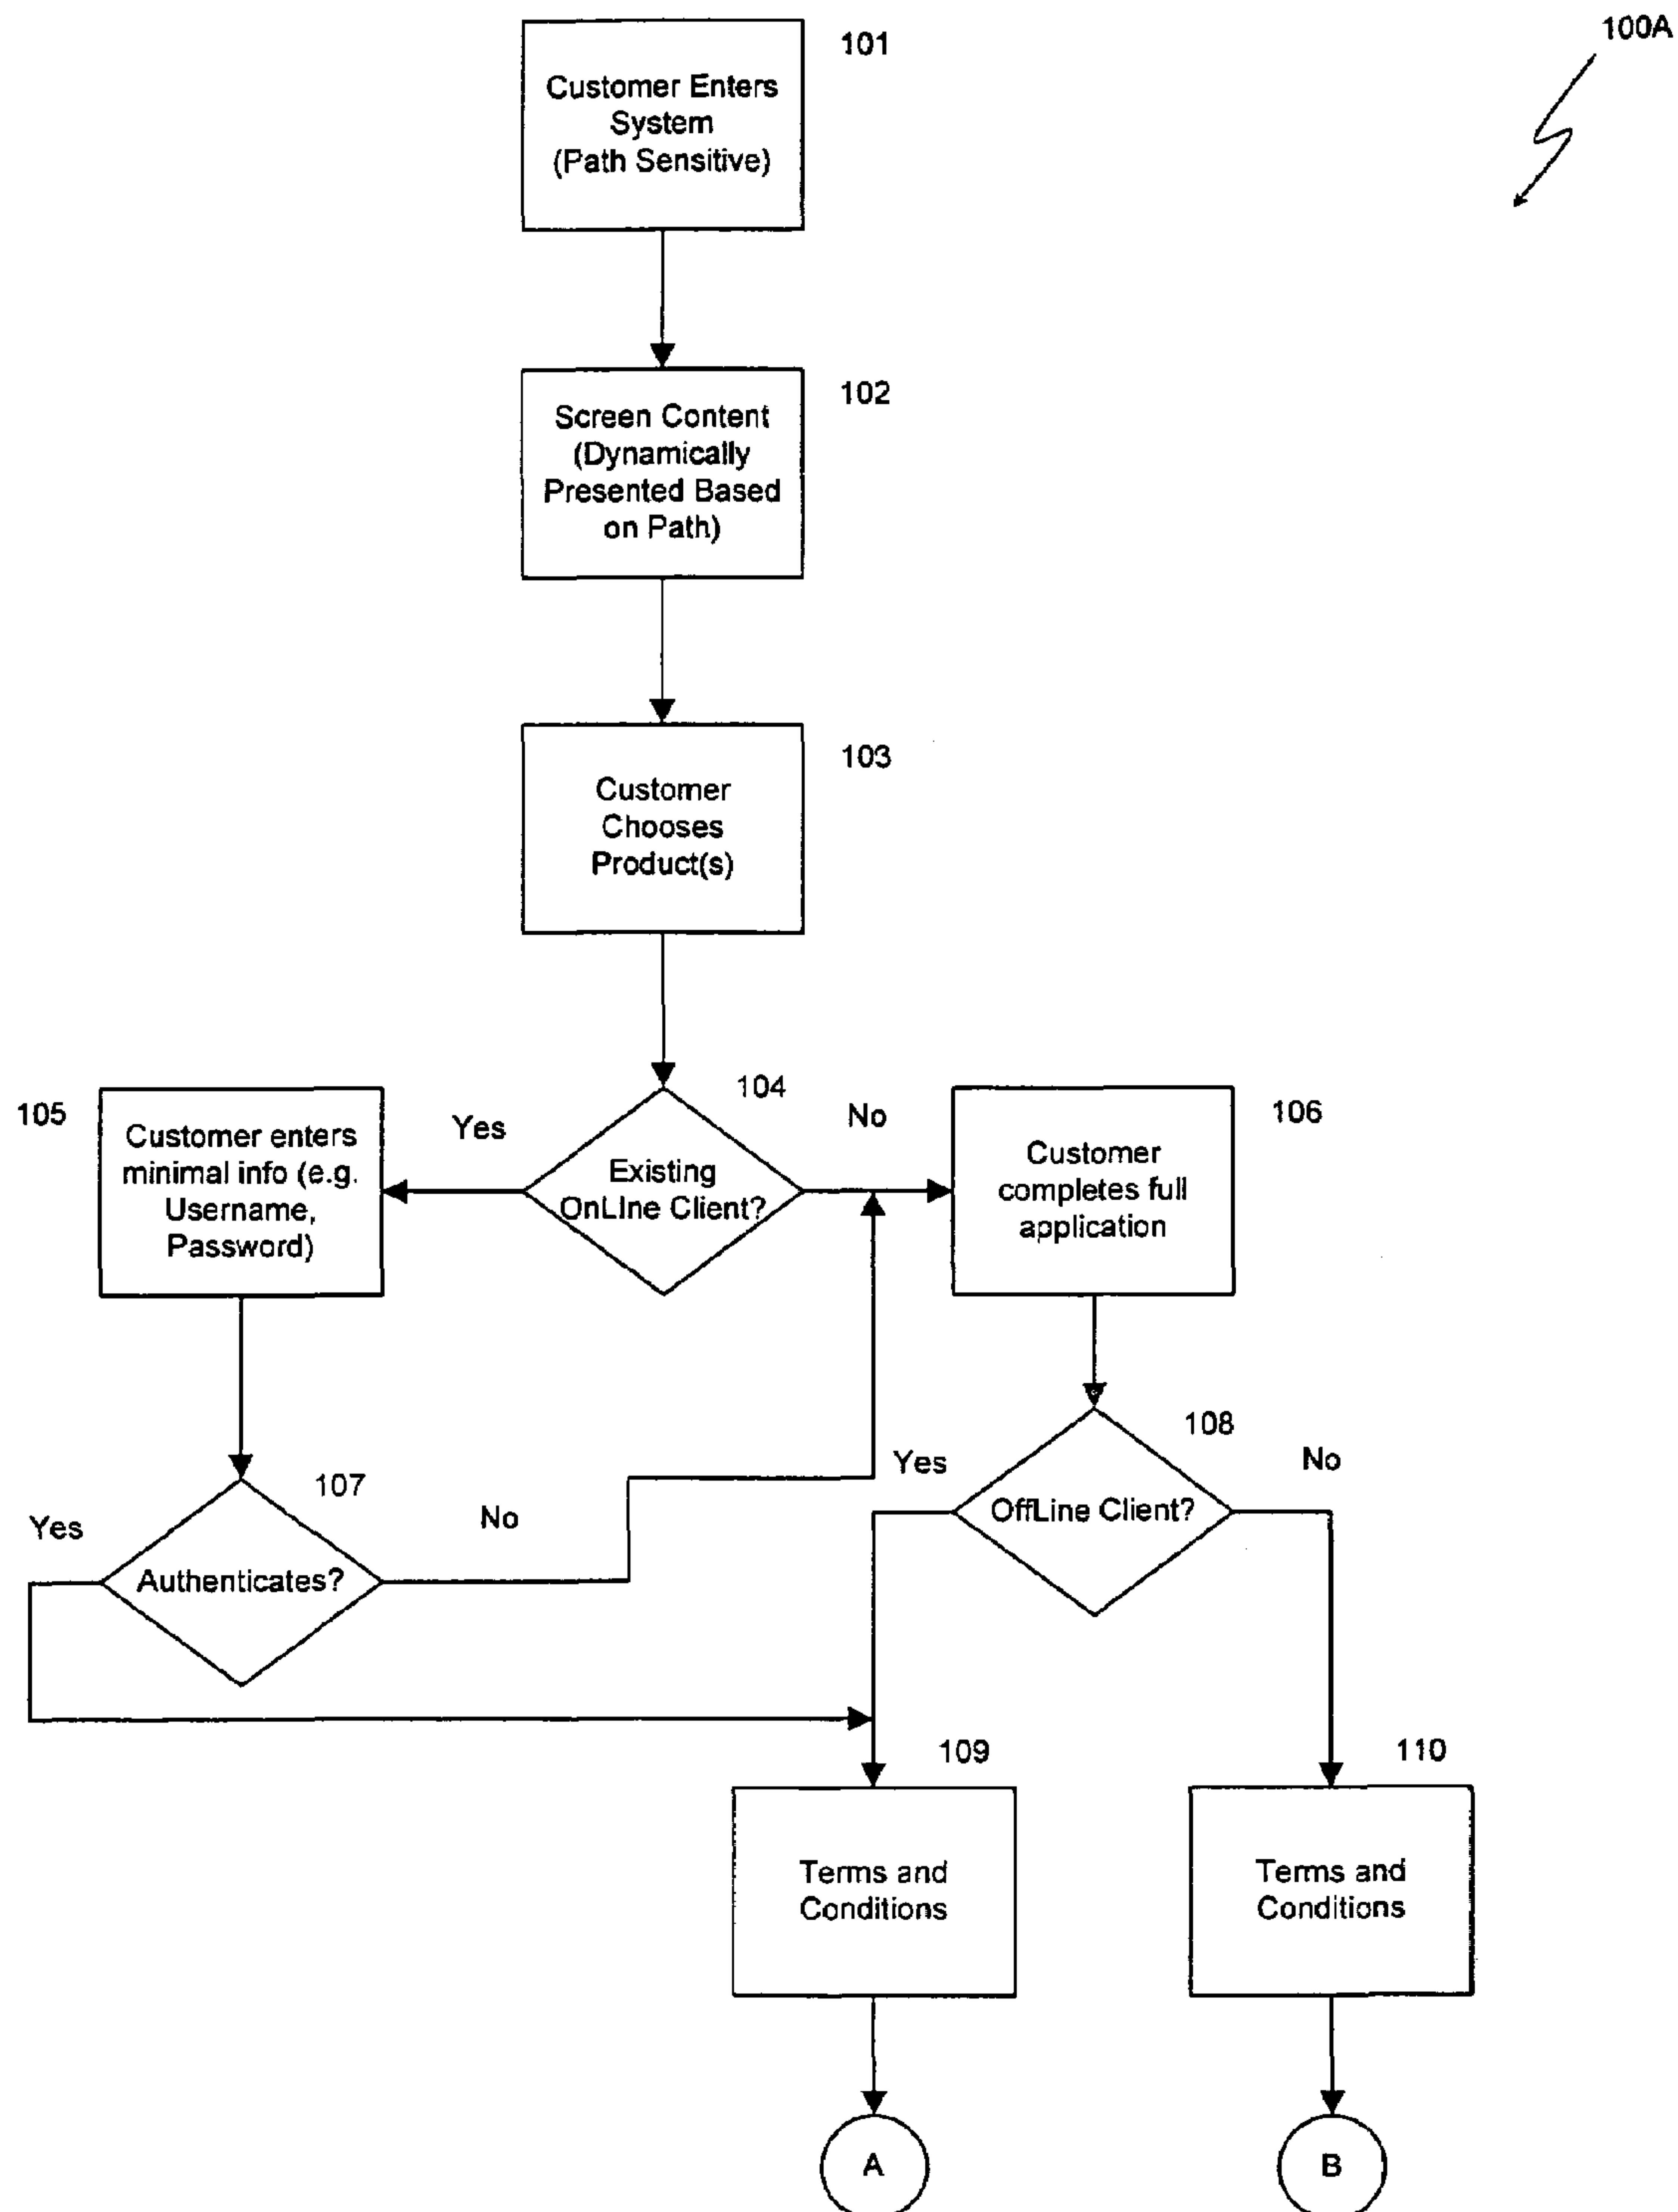 100A
101
Customer Enters
System
(Path Sensitive)
102
Screen Content
(Dynamically
Presented Based
on Path)
103
Customer
Chooses
Product(s)
104
Existing
OnLIne Client?
Yes
No
105
Customer enters
minimal info (e.g.
Username,
Password)
106
Customer
completes full
application
107
Authenticates?
Yes
No
108
OffLine Client?
Yes
No
109
Terms and
Conditions
110
Terms and
Conditions
A
B